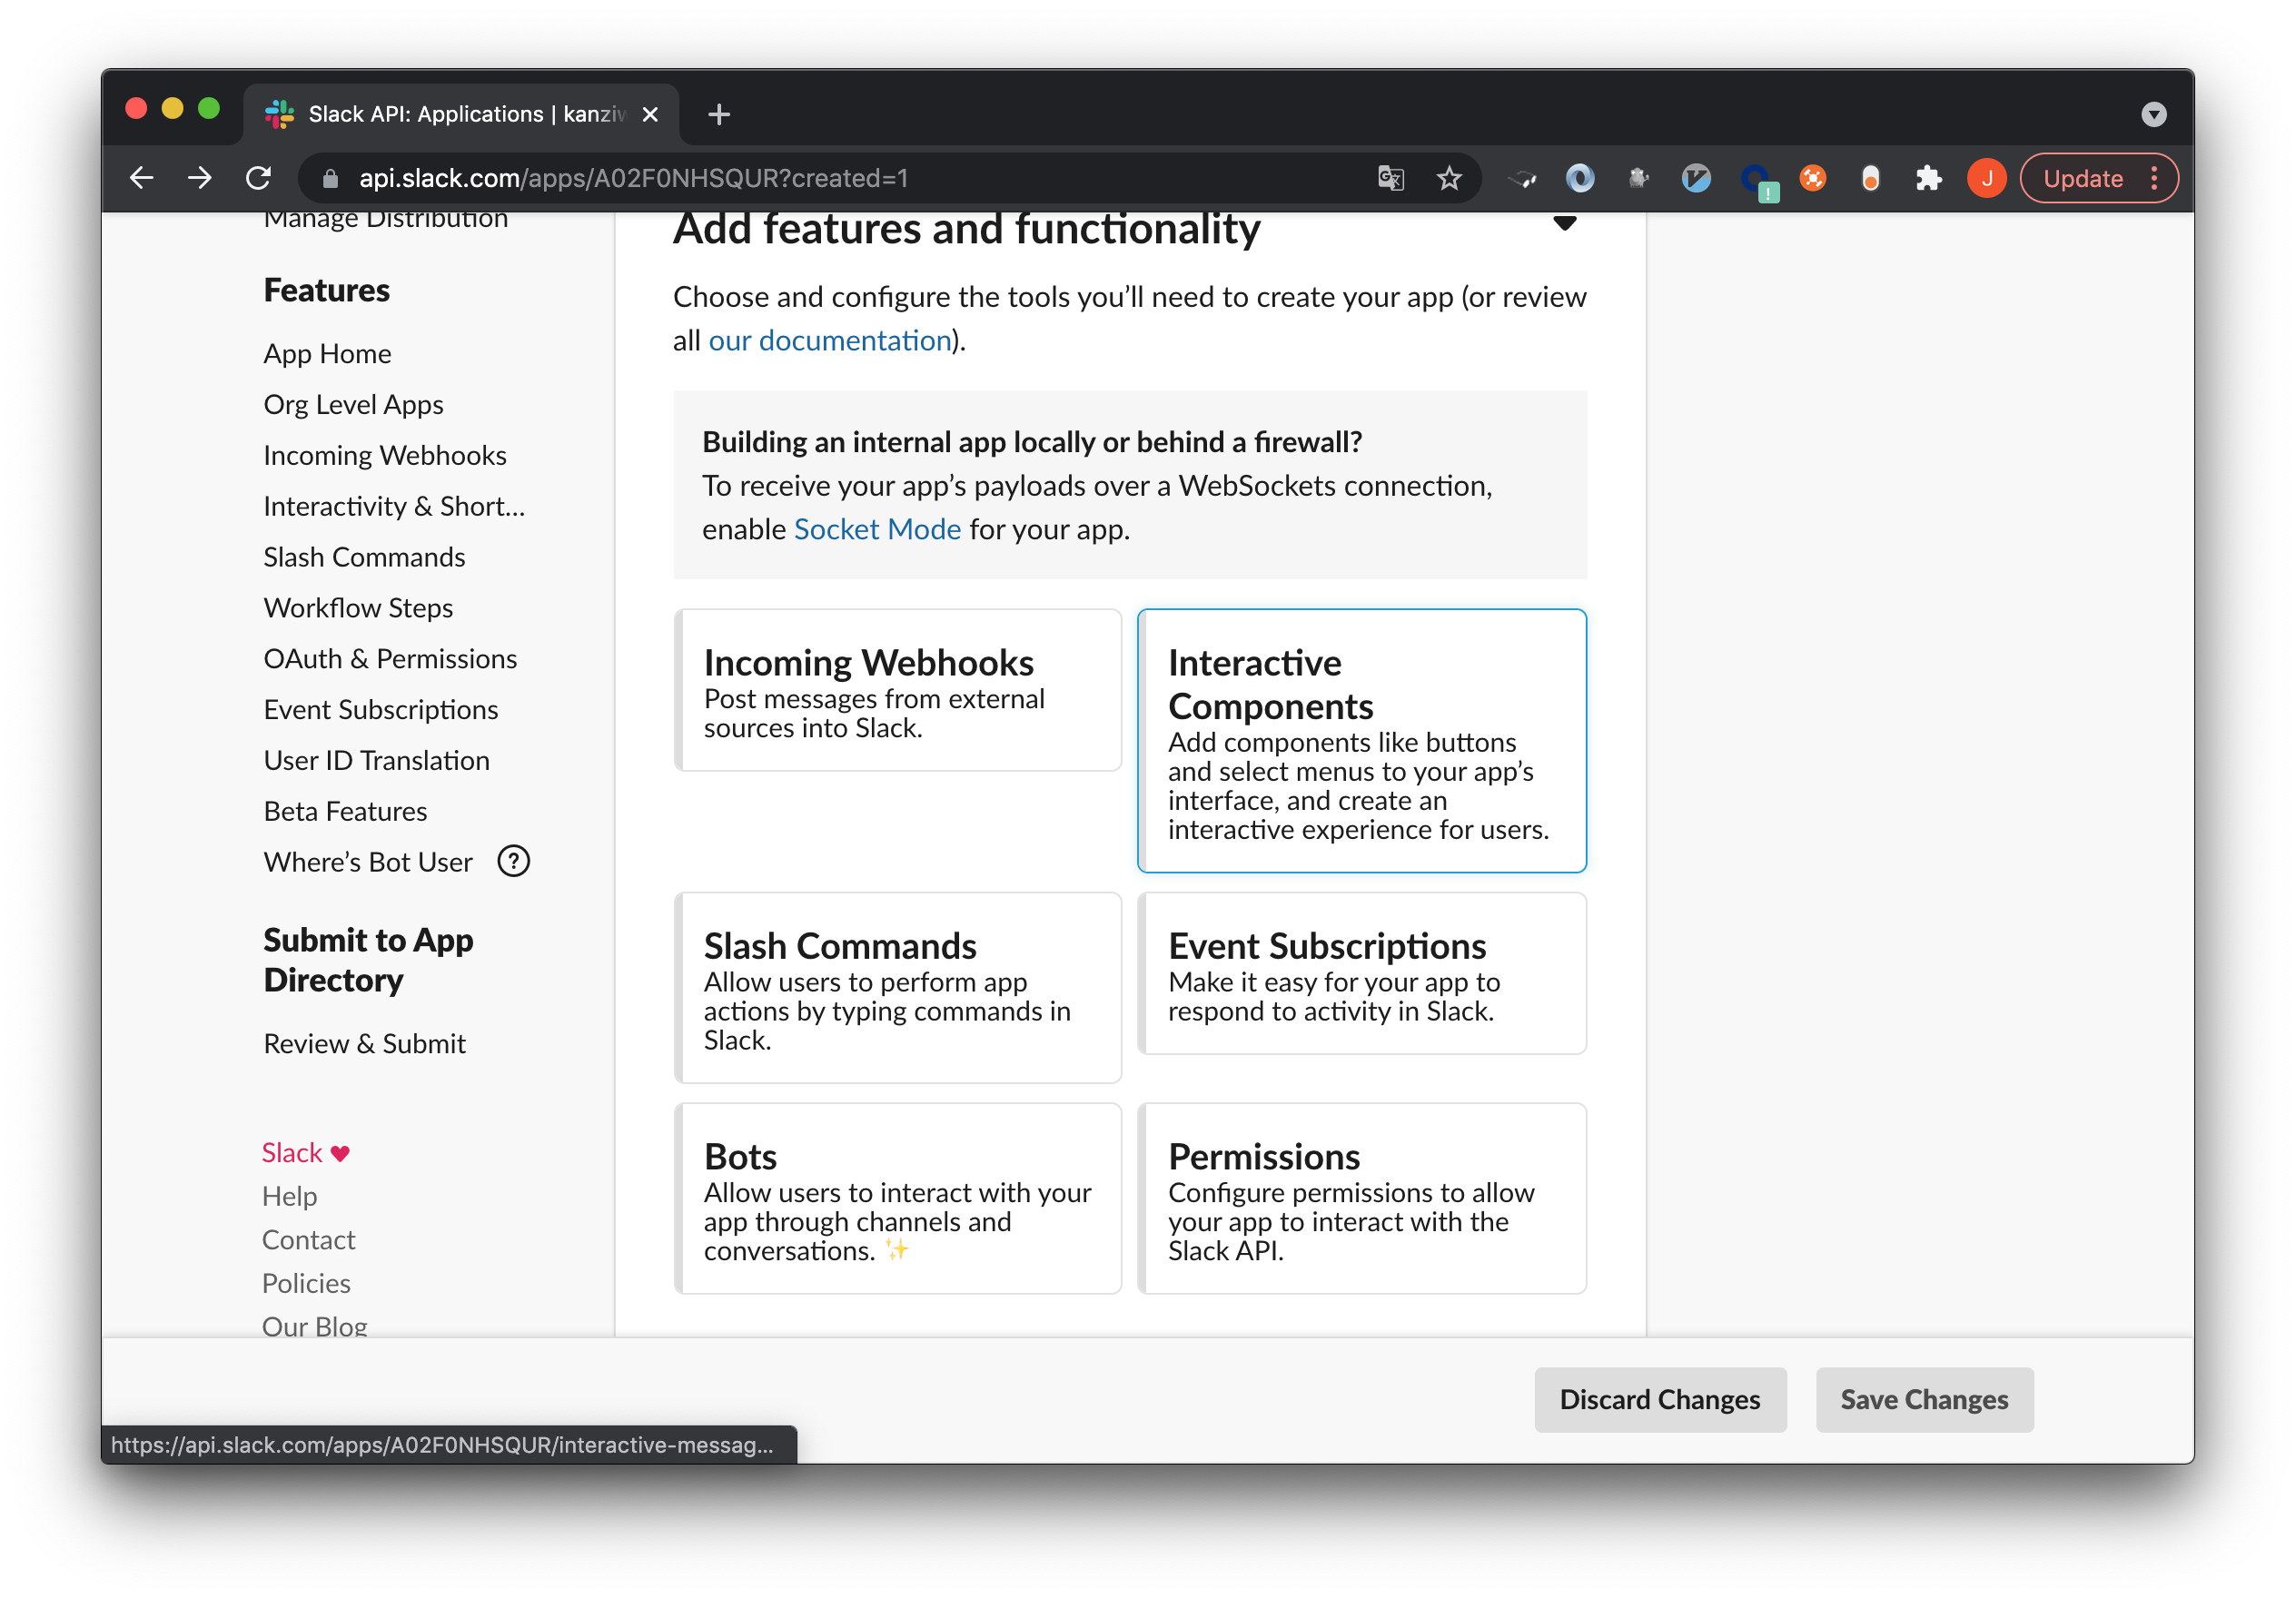 Slack API: Applications | kanziw
api.slack.com/apps/A02F0NHSQUR?created=1
J
Update
Manage Distribution
Features
App Home
Org Level Apps
Incoming Webhooks
Interactivity & Short...
Slash Commands
Workflow Steps
OAuth & Permissions
Event Subscriptions
User ID Translation
Beta Features
Where’s Bot User ?
Submit to App
Directory
Review & Submit
Slack ♥
Help
Contact
Policies
Our Blog
Add features and functionality
Choose and configure the tools you’ll need to create your app (or review
all our documentation).
Building an internal app locally or behind a firewall?
To receive your app’s payloads over a WebSockets connection,
enable Socket Mode for your app.
Incoming Webhooks
Post messages from external
sources into Slack.
Interactive
Components
Add components like buttons
and select menus to your app’s
interface, and create an
interactive experience for users.
Slash Commands
Allow users to perform app
actions by typing commands in
Slack.
Event Subscriptions
Make it easy for your app to
respond to activity in Slack.
Bots
Allow users to interact with your
app through channels and
conversations. ✨
Permissions
Configure permissions to allow
your app to interact with the
Slack API.
Discard Changes
Save Changes
https://api.slack.com/apps/A02F0NHSQUR/interactive-messag...